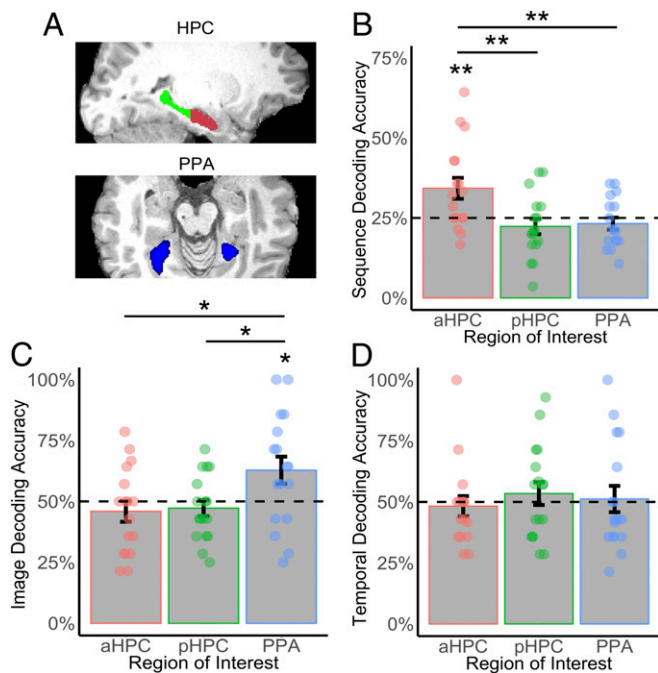 A
HPC
PPA
B
**
**
**
Sequence Decoding Accuracy
75%
50%
25%
0%
aHPC pHPC PPA
Region of Interest
C
*
*
*
Image Decoding Accuracy
100%
75%
50%
25%
0%
aHPC pHPC PPA
Region of Interest
D
Temporal Decoding Accuracy
100%
75%
50%
25%
0%
aHPC pHPC PPA
Region of Interest